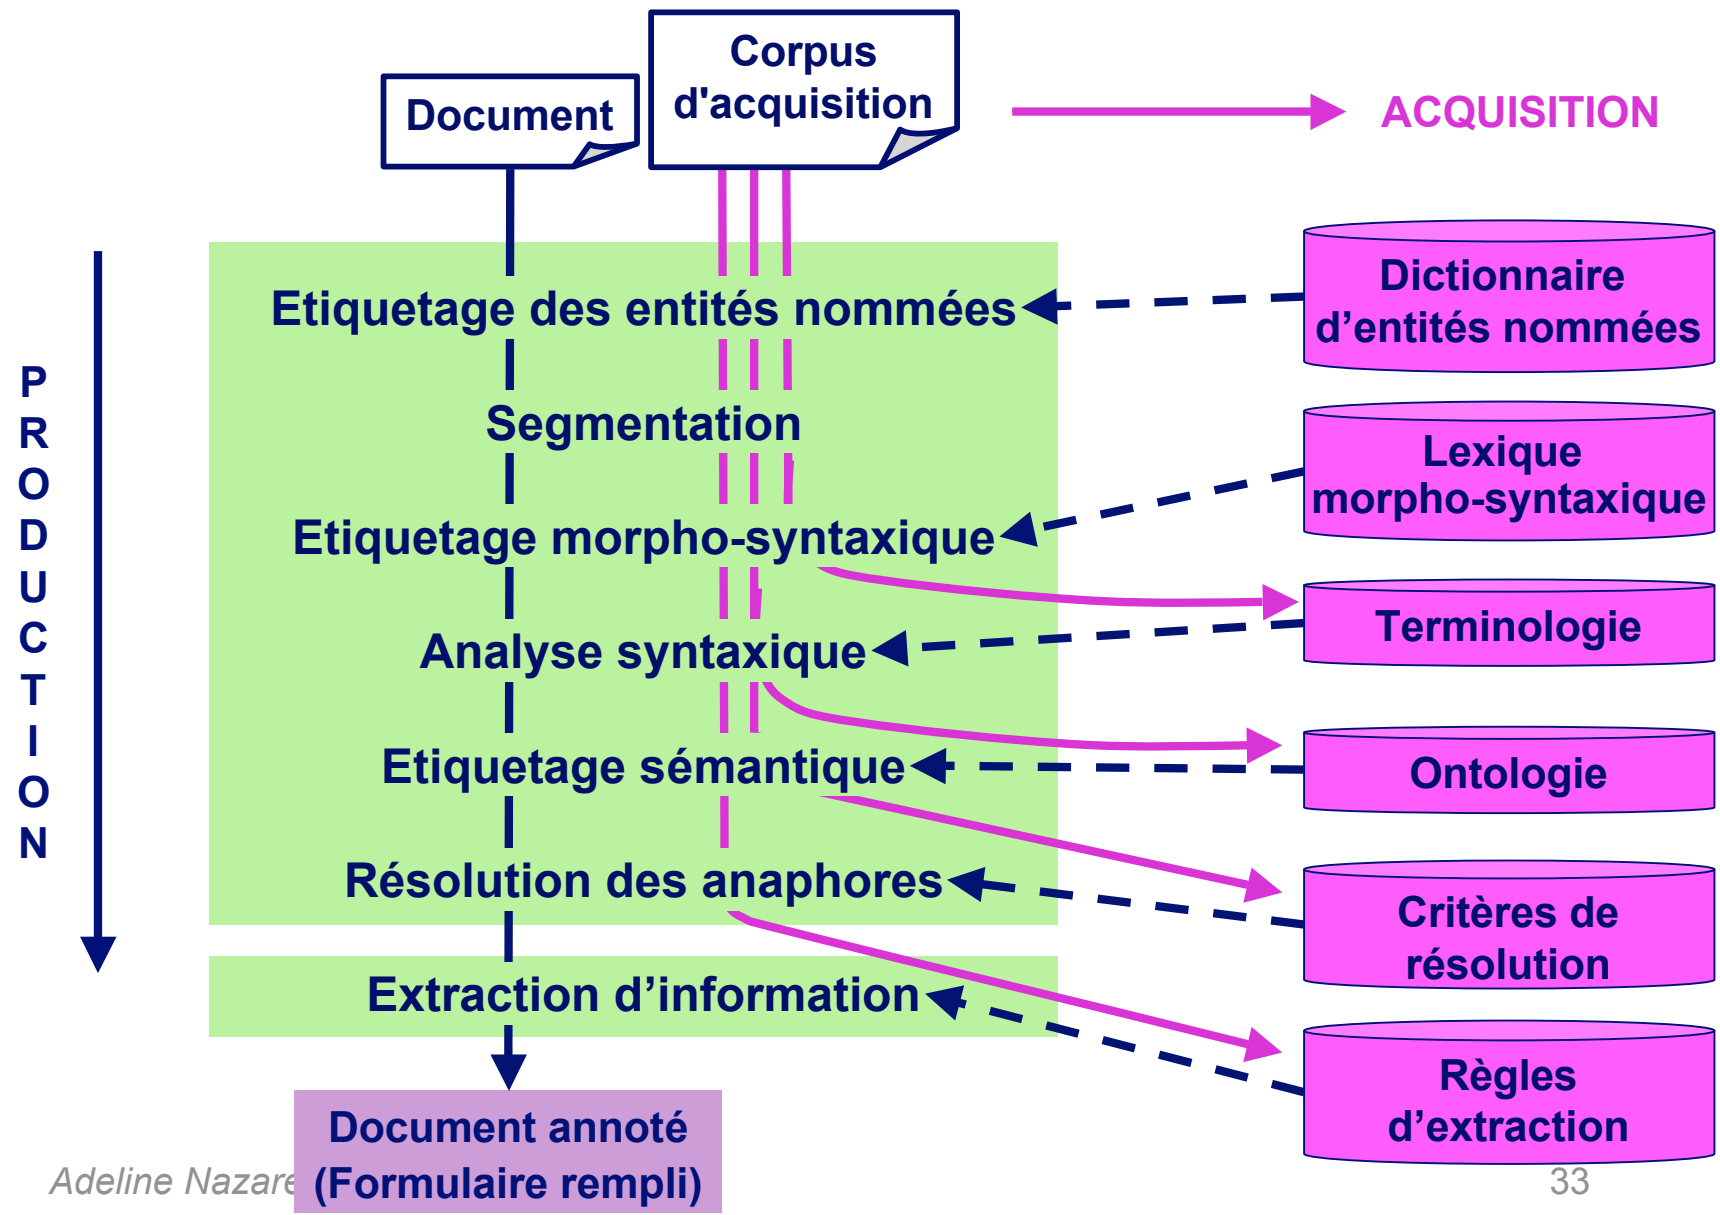 Corpus
d'acquisition
Document
ACQUISITION
Dictionnaire
d’entités nommées
Etiquetage des entités nommées
P
R
O
D
U
C
T
I
O
N
Segmentation
Lexique
morpho-syntaxique
Etiquetage morpho-syntaxique
Terminologie
Analyse syntaxique
Etiquetage sémantique
Ontologie
Résolution des anaphores
Critères de
résolution
Extraction d’information
Règles
d’extraction
Document annoté
(Formulaire rempli)
Adeline
33